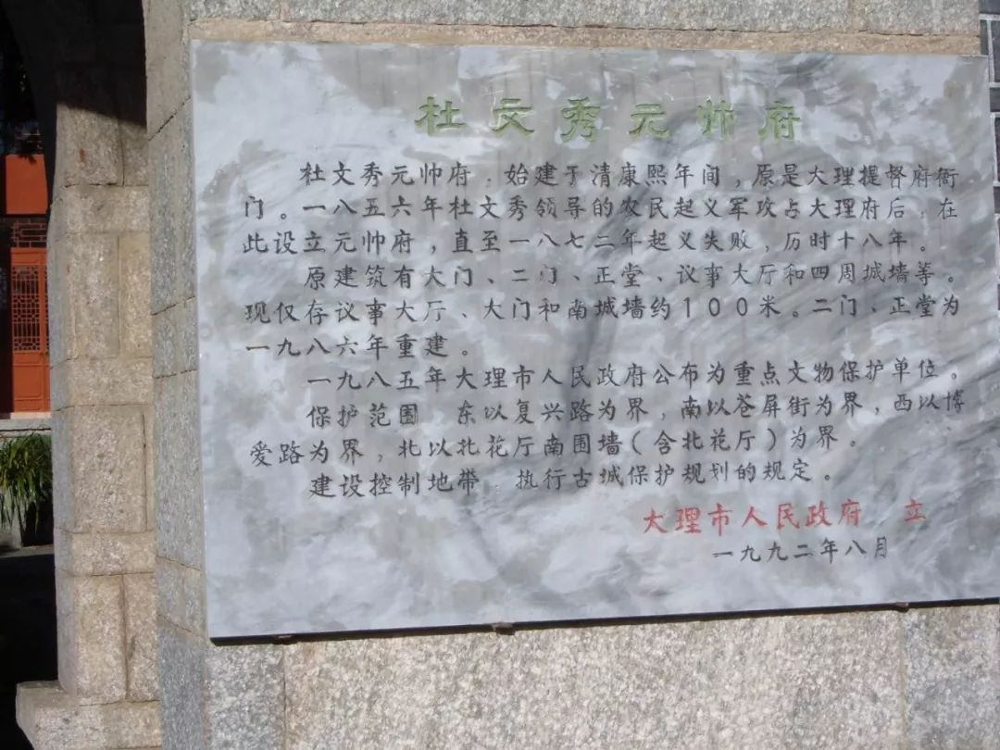 杜文秀元帅府
杜文秀元帅府:始建于清康熙年间,原是大理提督府衙
门。一八五六年杜文秀领导的农民起义军攻占大理府后,在
此设立元帅府,直至一八七二年起义失败,历时十八年。
原建筑有大门、二门、正堂、议事大厅和四周城墙等。
现仅存议事大厅、大门和南城墙约100米。二门、正堂为
一九八六年重建。
一九八五年大理市人民政府公布为重点文物保护单位。
保护范围 东以复兴路为界,南以苍屏街为界,西以博
爱路为界,北以北花厅南围墙(含北花厅)为界。
建设控制地带:执行古城保护规划的规定。
大理市人民政府 立
一九九二年八月